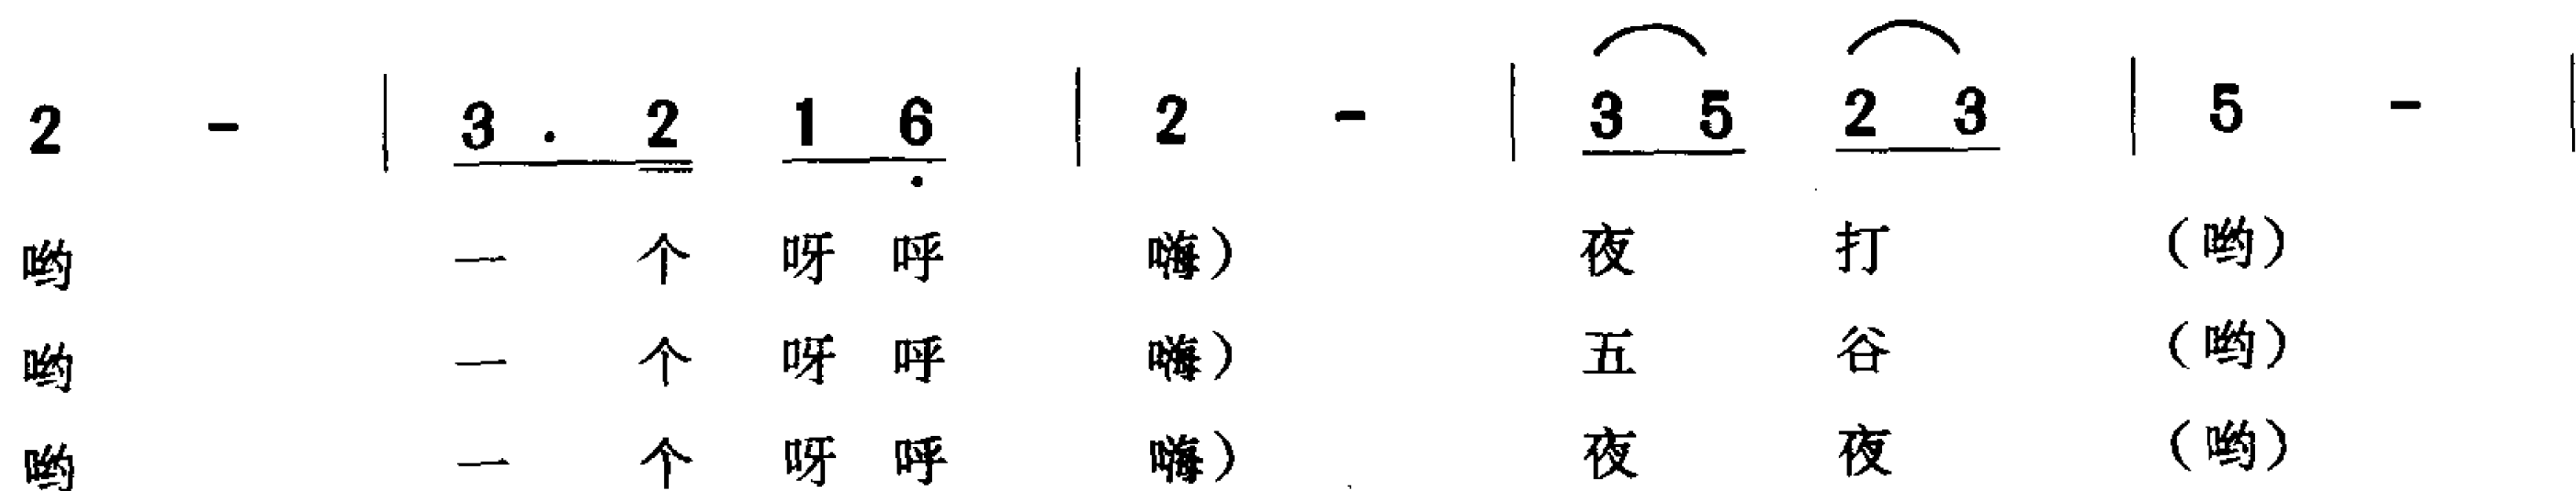 2 - | 3 . 2 1 6 | 2 - | 3 5 2 3 | 5 - |
哟 一 个 呀 呼 嗨） 夜 打 （哟）
哟 一 个 呀 呼 嗨） 五 谷 （哟）
哟 一 个 呀 呼 嗨） 夜 夜 （哟）